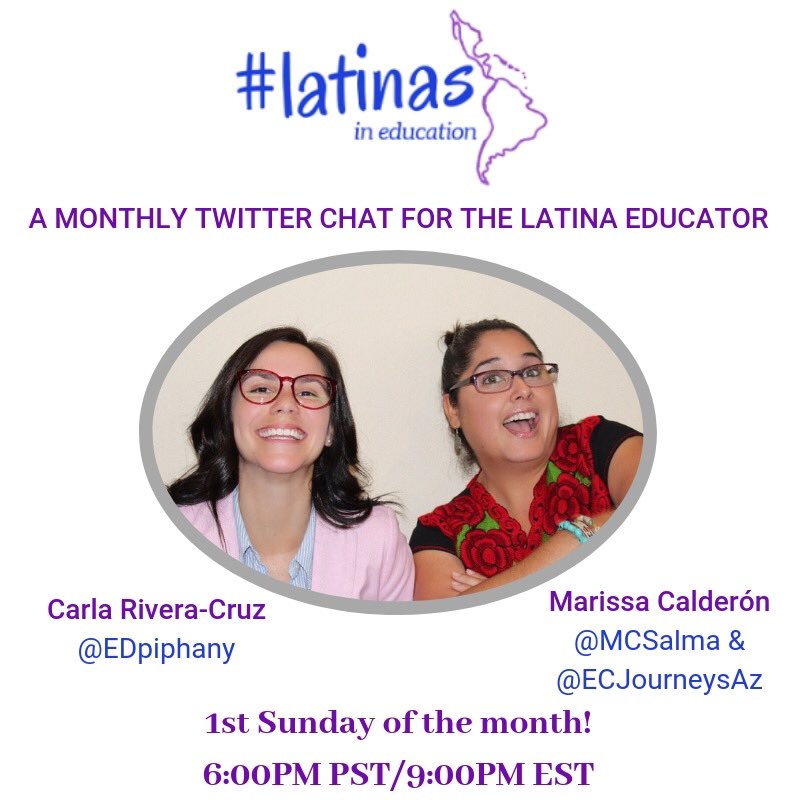 #latinas
in education
A MONTHLY TWITTER CHAT FOR THE LATINA EDUCATOR
Carla Rivera-Cruz
@EDpiphany
Marissa Calderón
@MCSalma &
@ECJourneysAz
1st Sunday of the month!
6:00PM PST/9:00PM EST